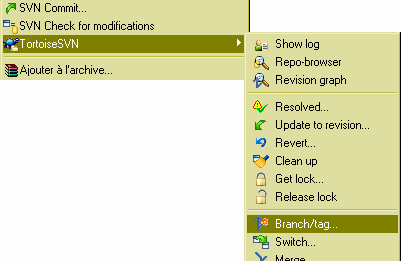 SVN Commit...
SVN Check for modifications
TortoiseSVN
Ajouter à l'archive...
Show log
Repo-browser
Revision graph
Resolved...
Update to revision...
Revert...
Clean up
Get lock...
Release lock
Branch/tag...
Switch...
Merge...